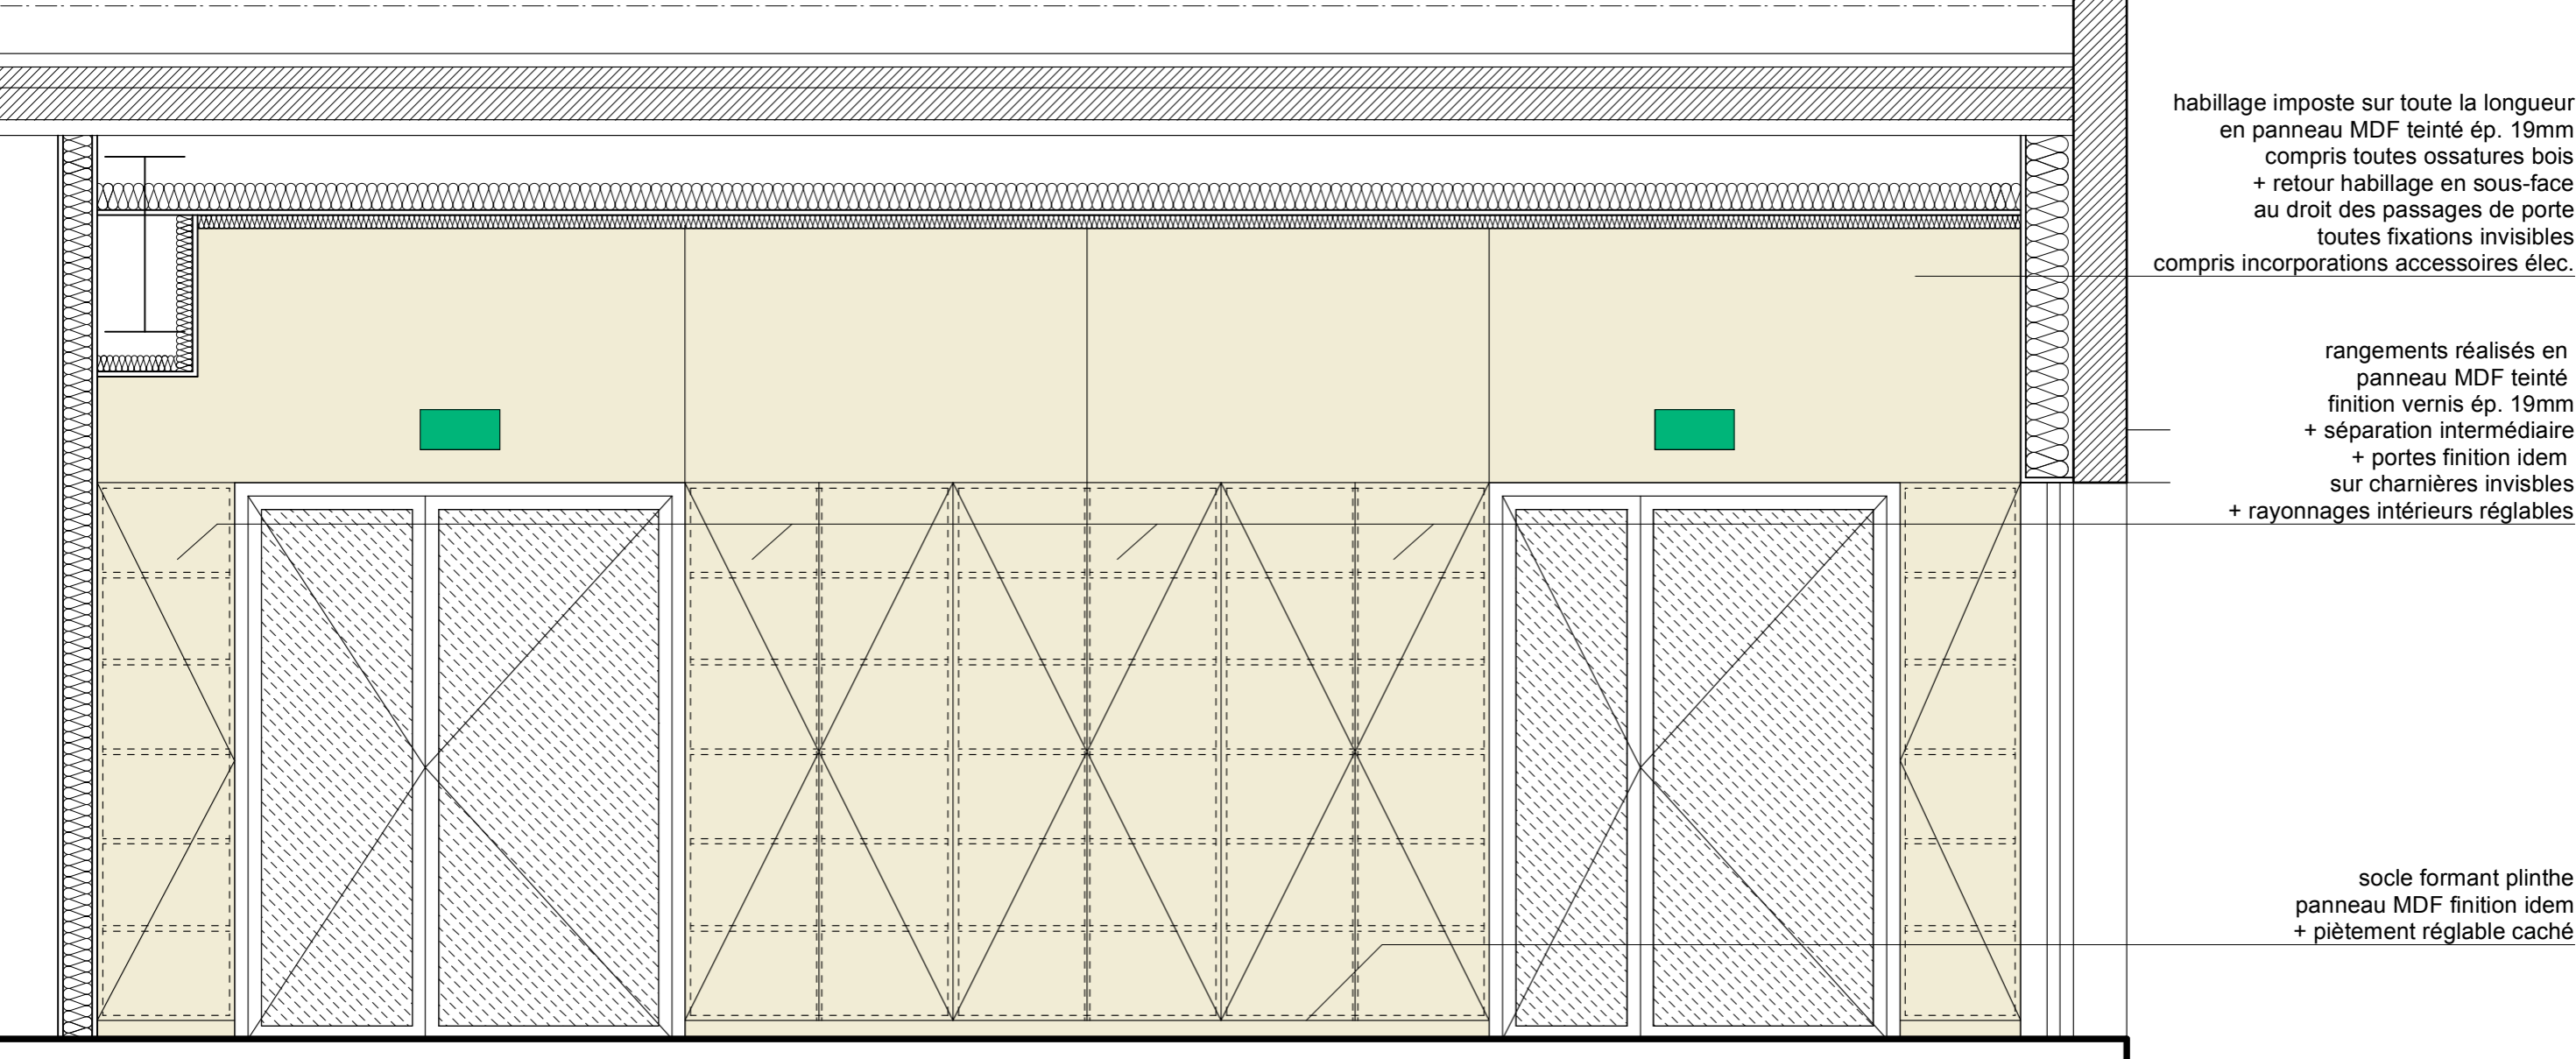 habillage imposte sur toute la longueur
en panneau MDF teinté ép. 19mm
compris toutes ossatures bois
+ retour habillage en sous-face
au droit des passages de porte
toutes fixations invisibles
compris incorporations accessoires élec.
rangements réalisés en
panneau MDF teinté
finition vernis ép. 19mm
+ séparation intermédiaire
+ portes finition idem
sur charnières invisbles
+ rayonnages intérieurs réglables
socle formant plinthe
panneau MDF finition idem
+ piètement réglable caché